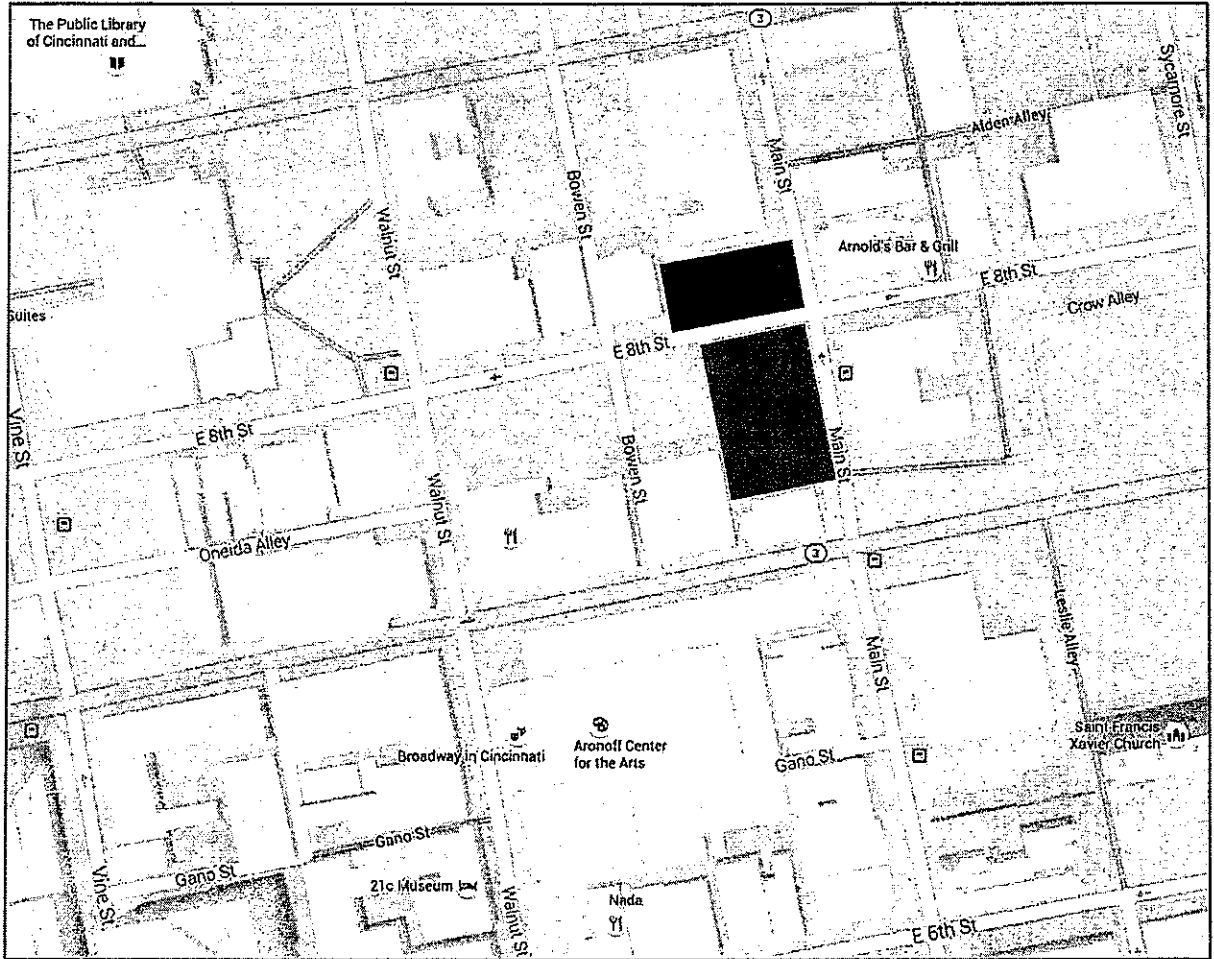 The Public Library
of Cincinnati and...
3
Sycamore St
Alden Alley
Main St
Bowen St
Walnut St
Arnold's Bar & Grill
E 8th St
Crow Alley
Suites
E 8th St
Vine St
E 8th St
Main St
Bowen St
Walnut St
Oneida Alley
3
Leslie Alley
Main St
Saint Francis
Xavier Church
Broadway in Cincinnati
Aronoff Center
for the Arts
Gano St
Gano St
Gano St
Vine St
21c Museum
Walnut St
Nada
E 6th St